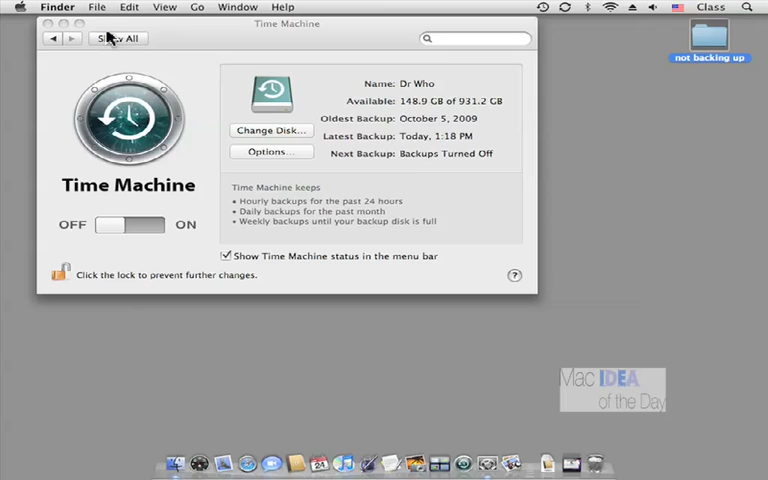 Finder File Edit View Go Window Help Class
Time Machine
Show All
not backing up
Name: Dr Who
Available: 148.9 GB of 931.2 GB
Oldest Backup: October 5, 2009
Change Disk...
Latest Backup: Today, 1:18 PM
Options...
Next Backup: Backups Turned Off
Time Machine
Time Machine keeps
• Hourly backups for the past 24 hours
• Daily backups for the past month
• Weekly backups until your backup disk is full
OFF ON
Show Time Machine status in the menu bar
Click the lock to prevent further changes.
?
Mac IDEA
of the Day
24